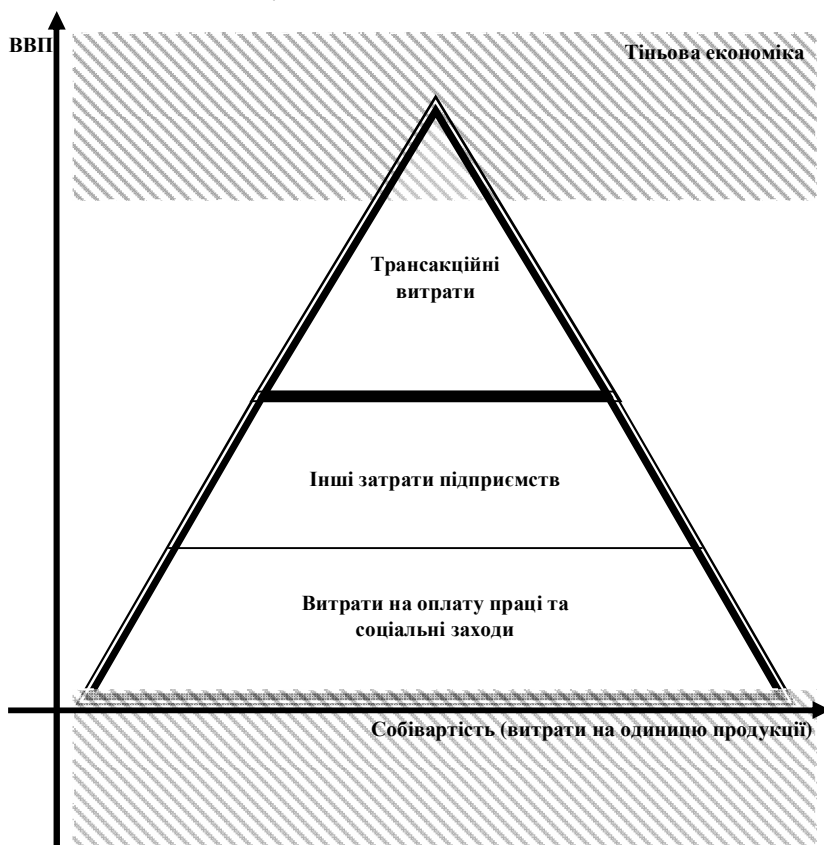 ВВП
Тіньова економіка
Трансакційні
витрати
Інші затрати підприємств
Витрати на оплату праці та
соціальні заходи
Собівартість (витрати на одиницю продукції)